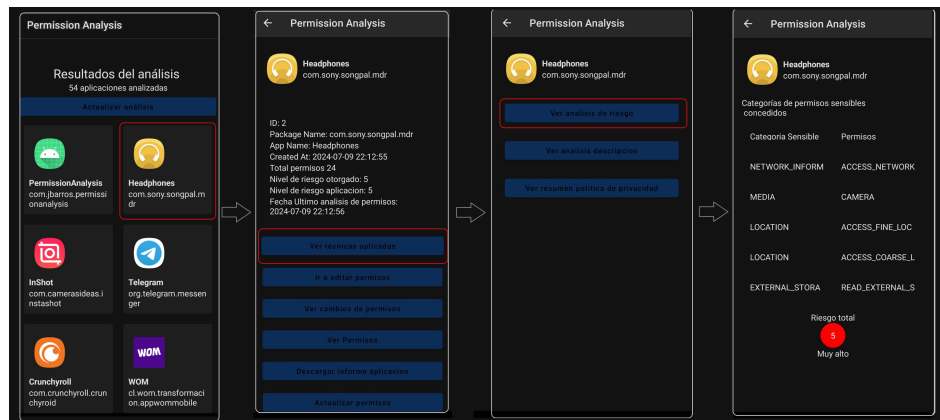 Permission Analysis
Resultados del análisis
54 aplicaciones analizadas
Actualizar análisis
PermissionAnalysis
com.jbarros.permissi
onanalysis
Headphones
com.sony.songpal.m
dr
InShot
com.camerasideas.i
nstashot
Telegram
org.telegram.messen
ger
Crunchyroll
com.crunchyroll.crun
chyroid
WOM
WOM
cl.wom.transformaci
on.appwommobile
Permission Analysis
Headphones
com.sony.songpal.mdr
ID: 2
Package Name: com.sony.songpal.mdr
App Name: Headphones
Created At: 2024-07-09 22:12:55
Total permisos 24
Nivel de riesgo otorgado: 5
Nivel de riesgo aplicacion: 5
Fecha Ultimo analisis de permisos:
2024-07-09 22:12:56
Ver técnicas aplicadas
Ir a editar permisos
Ver cambios de permisos
Ver Permisos
Descargar informe aplicacion
Actualizar permisos
Permission Analysis
Headphones
com.sony.songpal.mdr
Ver analisis de riesgo
Ver analisis descripcion
Ver resumen politica de privacidad
Permission Analysis
Headphones
com.sony.songpal.mdr
Categorías de permisos sensibles
concedidos
Categoria Sensible Permisos
NETWORK_INFORM ACCESS_NETWORK
MEDIA CAMERA
LOCATION ACCESS_FINE_LOC
LOCATION ACCESS_COARSE_L
EXTERNAL_STORA READ_EXTERNAL_S
Riesgo total
5
Muy alto